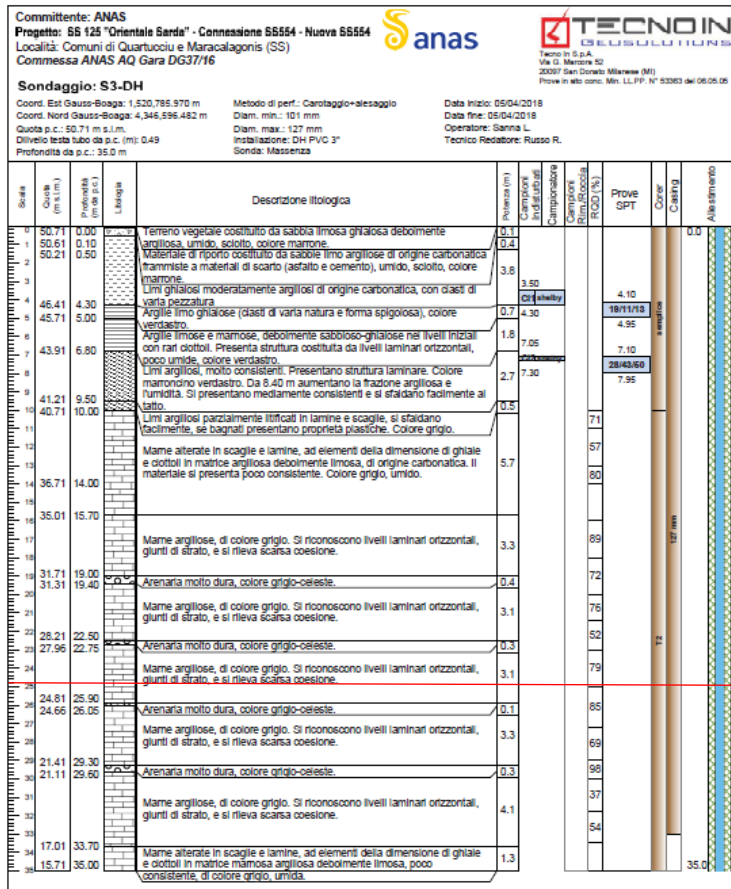 Committente: ANAS
Progetto: SS 125 "Orientale Sarda" - Connessione SS554 - Nuova SS554
Località: Comuni di Quartucciu e Maracalagonis (SS)
Commessa ANAS AQ Gara DG37/16
anas
TECNO IN
GEOSOLUTIONS
Tecno In S.p.A.
Via G. Marcora 52
20097 San Donato Milanese (MI)
Prove in sito conc. Min. LL.PP. N° 53363 del 06.05.05
Sondaggio: S3-DH
Coord. Est Gauss-Boaga: 1,520,785.970 m
Coord. Nord Gauss-Boaga: 4,346,596.482 m
Quota p.c.: 50.71 m s.l.m.
Dilivello testa tubo da p.c. (m): 0.49
Profondità da p.c.: 35.0 m
Metodo di perf.: Carotaggio+alesaggio
Diam. min.: 101 mm
Diam. max.: 127 mm
Installazione: DH PVC 3"
Sonda: Massenza
Data Inizio: 05/04/2018
Data fine: 05/04/2018
Operatore: Sanna L.
Tecnico Redattore: Russo R.
Scala
Quota (m s.l.m.)
Profondità (m da p.c.)
Litologia
Descrizione litologica
Potenza (m)
Campioni Indisturbati
Campionatore
Campioni Rim./Roccia
RQD (%)
Prove SPT
Corer
Casing
Allestimento
50.71 0.00 Terreno vegetale costituito da sabbia limosa ghiaiosa debolmente argillosa, umido, sciolto, colore marrone. 0.1 0.0
50.61 0.10 Materiale di riporto costituito da sabbie limo argillose di origine carbonatica frammiste a materiali di scarto (asfalto e cemento), umido, sciolto, colore marrone. 0.4
50.21 0.50 Limi ghiaiosi moderatamente argillosi di origine carbonatica, con clasti di varia pezzatura 3.8
3.50 CI1 shelby 4.30
4.10 18/11/13 4.95
46.41 4.30 Argille limo ghiaiose (clasti di varia natura e forma spigolosa), colore verdastro. 0.7
45.71 5.00 Argille limose e marnose, debolmente sabbioso-ghiaiose nei livelli iniziali con rari ciottoli. Presenta struttura costituita da livelli laminari orizzontali, poco umide, colore verdastro. 1.8
43.91 6.80 Limi argillosi, molto consistenti. Presentano struttura laminare. Colore marroncino verdastro. Da 8.40 m aumentano la frazione argillosa e l'umidità. Si presentano mediamente consistenti e si sfaldano facilmente al tatto. 2.7
7.05 7.30
7.10 28/43/50 7.95
semplice
41.21 9.50 Limi argillosi parzialmente litificati in lamine e scaglie, si sfaldano facilmente, se bagnati presentano proprietà plastiche. Colore grigio. 0.5
40.71 10.00 Marne alterate in scaglie e lamine, ad elementi della dimensione di ghiaie e ciottoli in matrice argillosa debolmente limosa, di origine carbonatica. Il materiale si presenta poco consistente. Colore grigio, umido. 5.7
71
57
80
36.71 14.00
35.01 15.70 Marne argillose, di colore grigio. Si riconoscono livelli laminari orizzontali, giunti di strato, e si rileva scarsa coesione. 3.3
89
127 mm
72
31.71 19.00 Arenaria molto dura, colore grigio-celeste. 0.4
31.31 19.40 Marne argillose, di colore grigio. Si riconoscono livelli laminari orizzontali, giunti di strato, e si rileva scarsa coesione. 3.1
76
52
28.21 22.50 Arenaria molto dura, colore grigio-celeste. 0.3
T2
27.96 22.75 Marne argillose, di colore grigio. Si riconoscono livelli laminari orizzontali, giunti di strato, e si rileva scarsa coesione. 3.1
79
24.81 25.90 Arenaria molto dura, colore grigio-celeste. 0.1
85
24.66 26.05 Marne argillose, di colore grigio. Si riconoscono livelli laminari orizzontali, giunti di strato, e si rileva scarsa coesione. 3.3
69
21.41 29.30 Arenaria molto dura, colore grigio-celeste. 0.3
98
21.11 29.60 Marne argillose, di colore grigio. Si riconoscono livelli laminari orizzontali, giunti di strato, e si rileva scarsa coesione. 4.1
37
54
17.01 33.70 Marne alterate in scaglie e lamine, ad elementi della dimensione di ghiaie e ciottoli in matrice marnosa argillosa debolmente limosa, poco consistente, di colore grigio, umida. 1.3
15.71 35.00 35.0